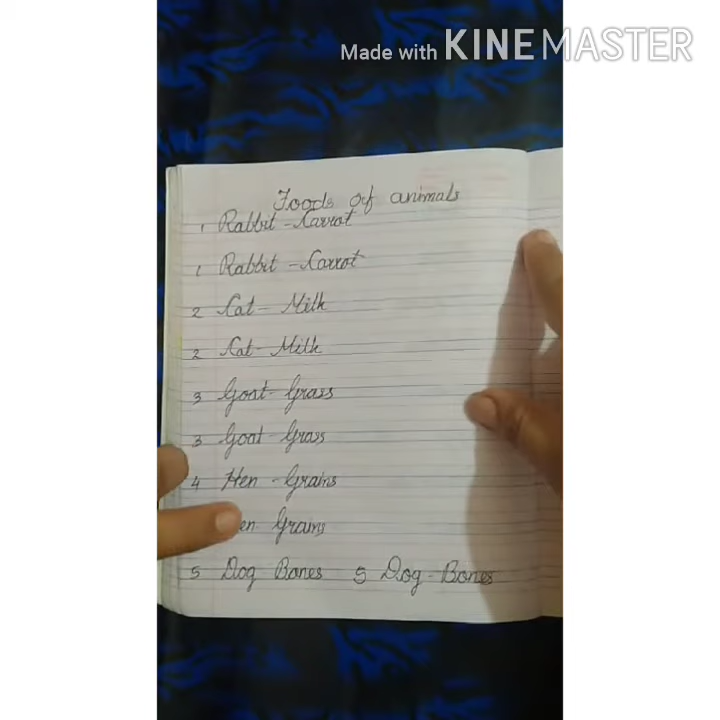 Made with KINEMASTER
Foods of animals
1 Rabbit - Carrot
1 Rabbit - Carrot
2 Cat - Milk
2 Cat - Milk
3 Goat - Grass
3 Goat Grass
4 Hen - Grains
en Grains
5 Dog Bones 5 Dog - Bones